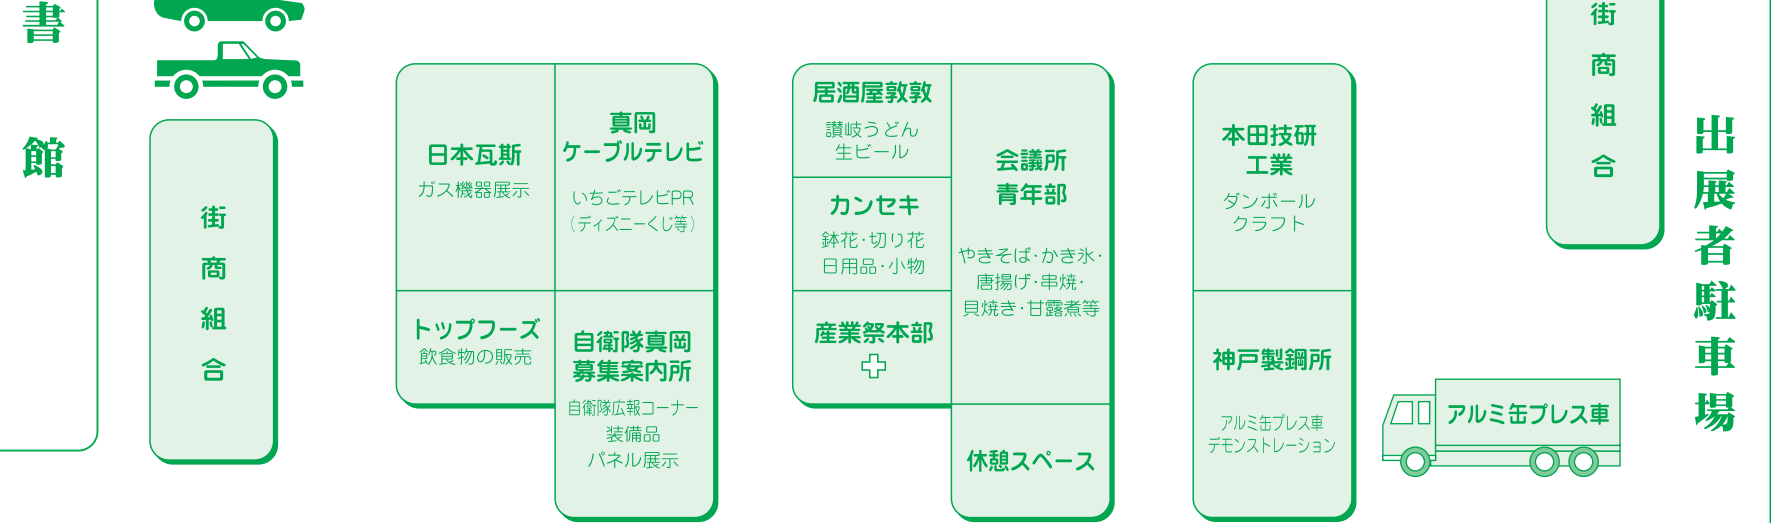 書
館
街
商
組
合
日本瓦斯
ガス機器展示
真岡
ケーブルテレビ
いちごテレビPR
（ディズニーくじ等）
トップフーズ
飲食物の販売
自衛隊真岡
募集案内所
自衛隊広報コーナー
装備品
パネル展示
居酒屋敦敦
讃岐うどん
生ビール
カンセキ
鉢花・切り花
日用品・小物
産業祭本部
会議所
青年部
やきそば・かき氷・
唐揚げ・串焼・
貝焼き・甘露煮等
休憩スペース
本田技研
工業
ダンボール
クラフト
神戸製鋼所
アルミ缶プレス車
デモンストレーション
アルミ缶プレス車
街
商
組
合
出展者駐車場